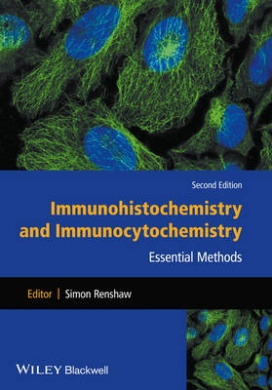 Second Edition
Immunohistochemistry
and Immunocytochemistry
Essential Methods
Editor | Simon Renshaw
WILEY Blackwell